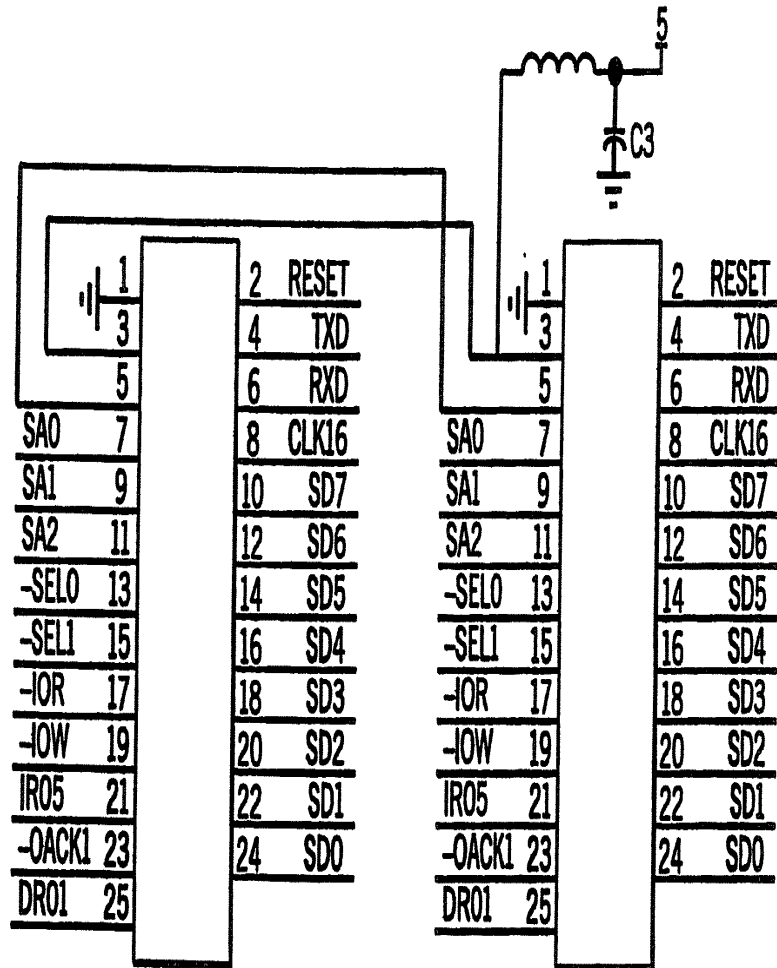 5
C3
1 2 RESET
3 4 TXD
5 6 RXD
SA0 7 8 CLK16
SA1 9 10 SD7
SA2 11 12 SD6
-SEL0 13 14 SD5
-SEL1 15 16 SD4
-IOR 17 18 SD3
-IOW 19 20 SD2
IRO5 21 22 SD1
-OACK1 23 24 SD0
DRO1 25
1 2 RESET
3 4 TXD
5 6 RXD
SA0 7 8 CLK16
SA1 9 10 SD7
SA2 11 12 SD6
-SEL0 13 14 SD5
-SEL1 15 16 SD4
-IOR 17 18 SD3
-IOW 19 20 SD2
IRO5 21 22 SD1
-OACK1 23 24 SD0
DRO1 25